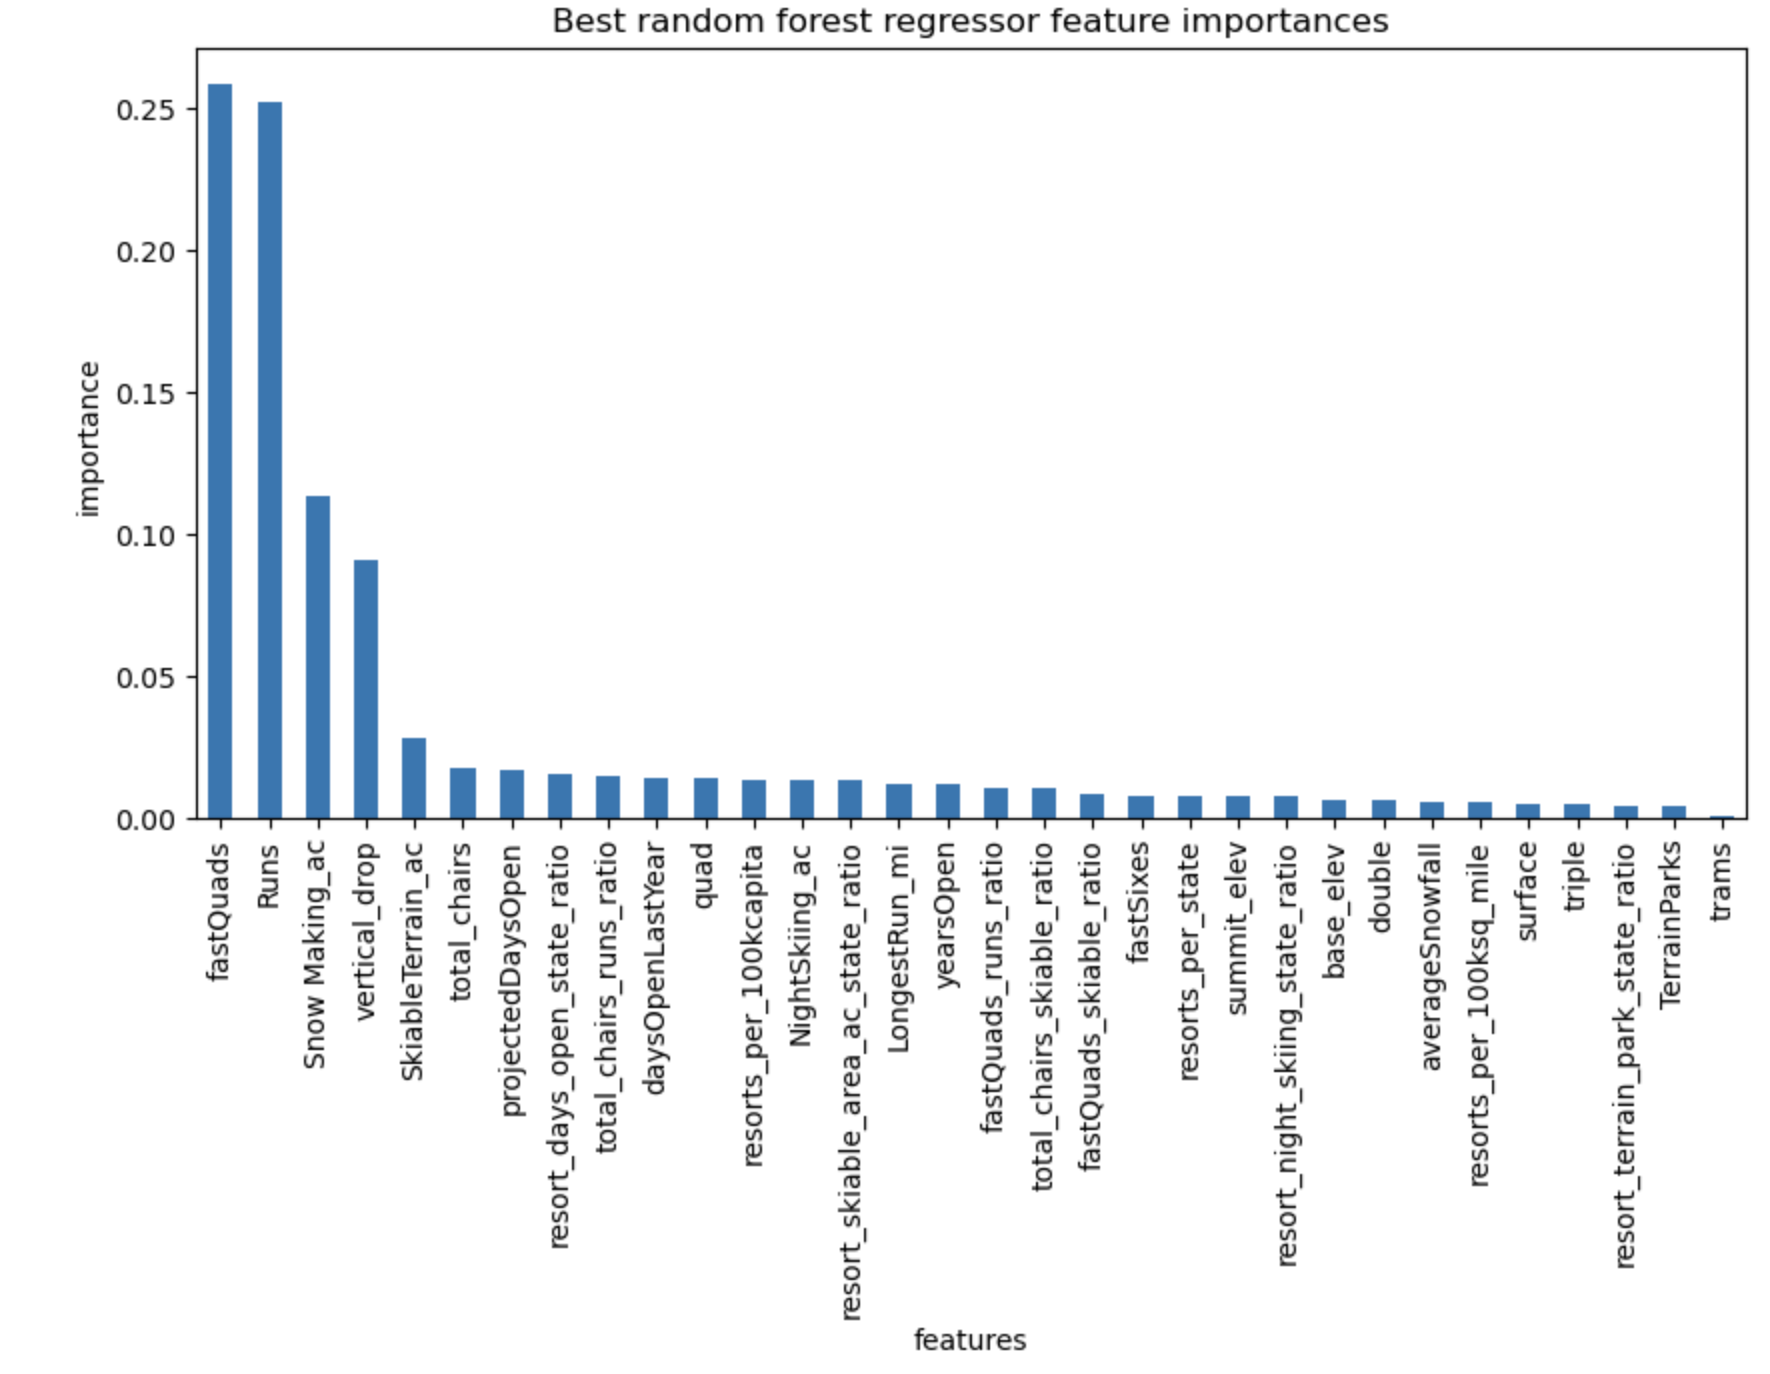 Best random forest regressor feature importances
0.25
0.20
0.15
0.10
0.05
0.00
importance
fastQuads
Runs
Snow Making_ac
vertical_drop
SkiableTerrain_ac
total_chairs
projectedDaysOpen
resort_days_open_state_ratio
total_chairs_runs_ratio
daysOpenLastYear
quad
resorts_per_100kcapita
NightSkiing_ac
resort_skiable_area_ac_state_ratio
LongestRun_mi
yearsOpen
fastQuads_runs_ratio
total_chairs_skiable_ratio
fastQuads_skiable_ratio
fastSixes
resorts_per_state
summit_elev
resort_night_skiing_state_ratio
base_elev
double
averageSnowfall
resorts_per_100ksq_mile
surface
triple
resort_terrain_park_state_ratio
TerrainParks
trams
features